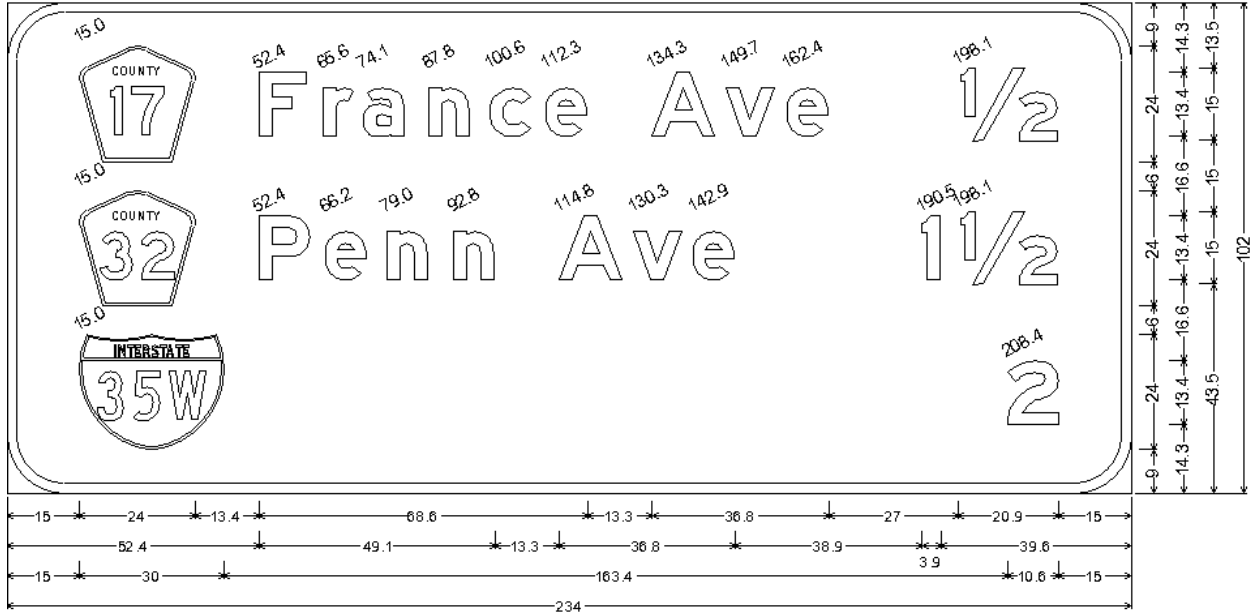 15.0 52.4 65.6 74.1 87.8 100.6 112.3 134.3 149.7 162.4 198.1
COUNTY
17 France Ave 1/2
15.0 52.4 66.2 79.0 92.8 114.8 130.3 142.9 190.5 198.1
COUNTY
32 Penn Ave 1 1/2
15.0 208.4
INTERSTATE
35W 2
9 24 6 24 6 24 9
14.3 13.4 16.6 13.4 16.6 13.4 14.3
13.5 15 15 15 43.5
102
15 24 13.4 68.6 13.3 36.8 27 20.9 15
52.4 49.1 13.3 36.8 38.9 3.9 39.6
15 30 163.4 10.6 15
234